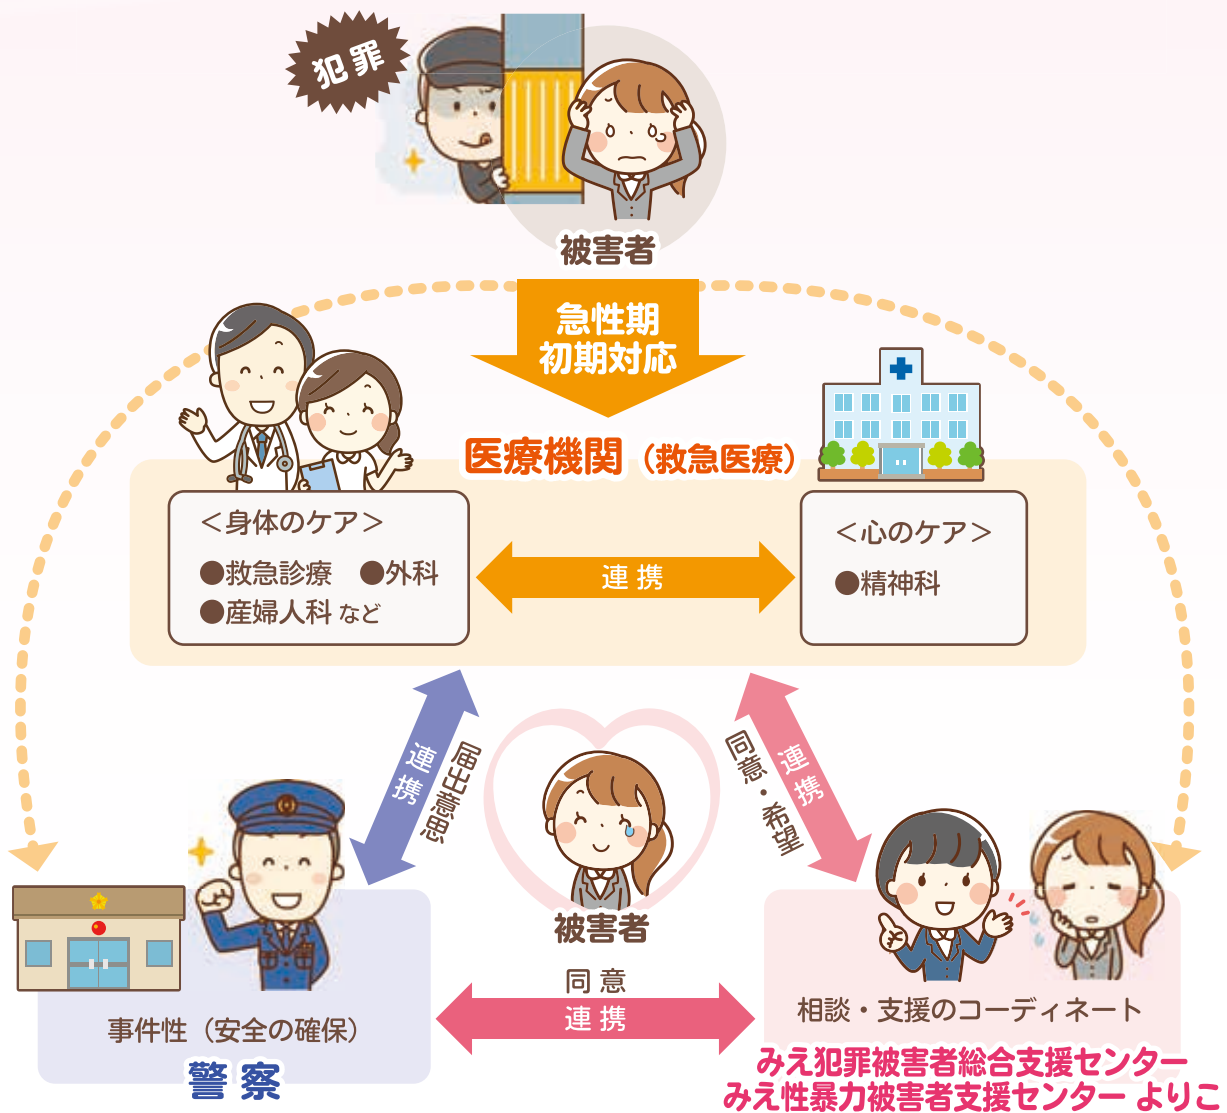 犯罪
被害者
急性期
初期対応
医療機関（救急医療）
＜身体のケア＞
●救急診療　●外科
●産婦人科 など
連携
＜心のケア＞
●精神科
連携
届出意思
連携
同意・希望
被害者
同意
連携
事件性（安全の確保）
警察
相談・支援のコーディネート
みえ犯罪被害者総合支援センター
みえ性暴力被害者支援センター よりこ